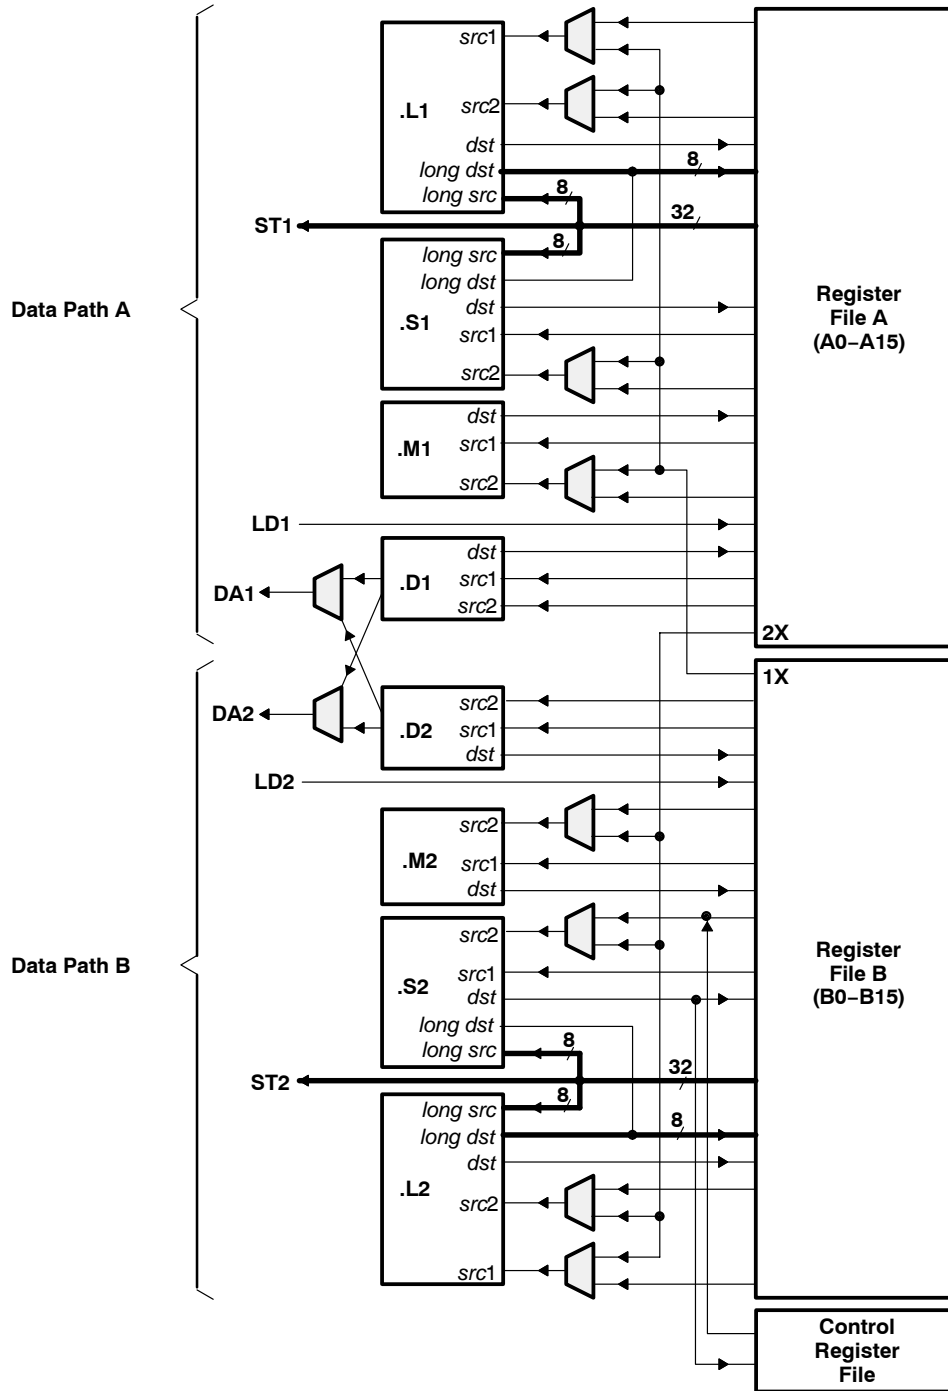 src1
.L1
src2
dst
8
long dst
8
long src
32
ST1
8
long src
long dst
Data Path A
dst
Register
File A
(A0−A15)
.S1
src1
src2
dst
.M1
src1
src2
LD1
dst
.D1
src1
DA1
src2
2X
1X
src2
DA2
.D2
src1
dst
LD2
src2
.M2
src1
dst
src2
Data Path B
Register
File B
(B0−B15)
src1
.S2
dst
long dst
8
long src
32
ST2
8
long src
8
long dst
dst
.L2
src2
src1
Control
Register
File